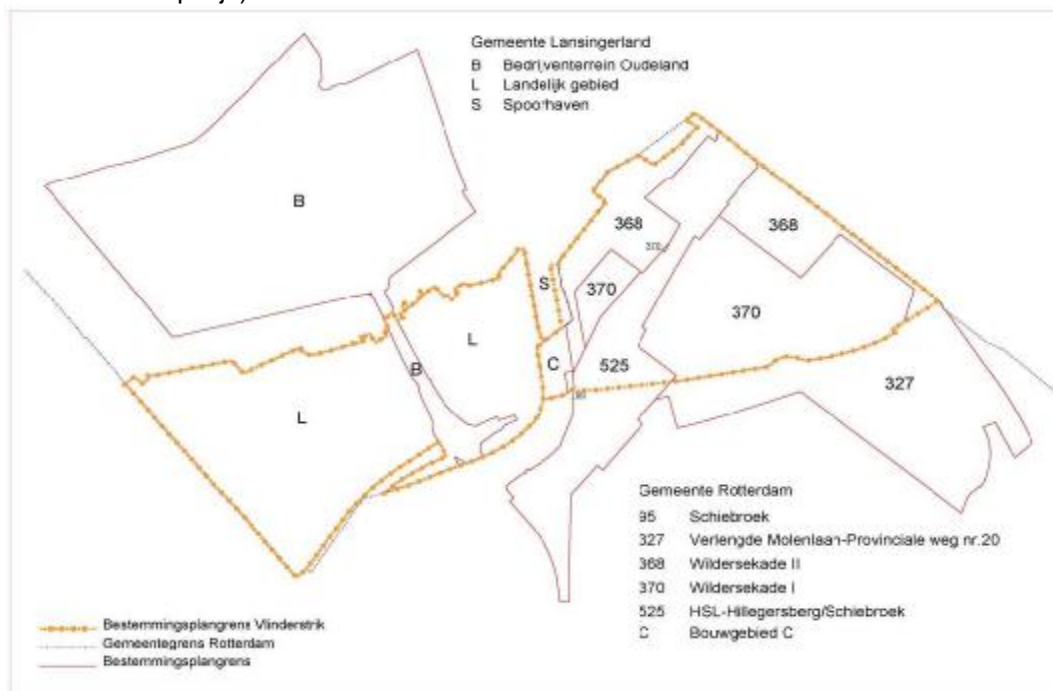 Gemeente Lansingerland
B Bedrijventerrein Oudeland
L Landelijk gebied
S Spoorhaven
B
368
368
S
370
370
L
B
C
525
327
L
Gemeente Rotterdam
95 Schiebroek
327 Verlengde Molenlaan-Provinciale weg nr.20
368 Wildersekade II
370 Wildersekade I
525 HSL-Hillegersberg/Schiebroek
C Bouwgebied C
Bestemmingsplangrens Vlinderstrik
Gemeentegrens Rotterdam
Bestemmingsplangrens